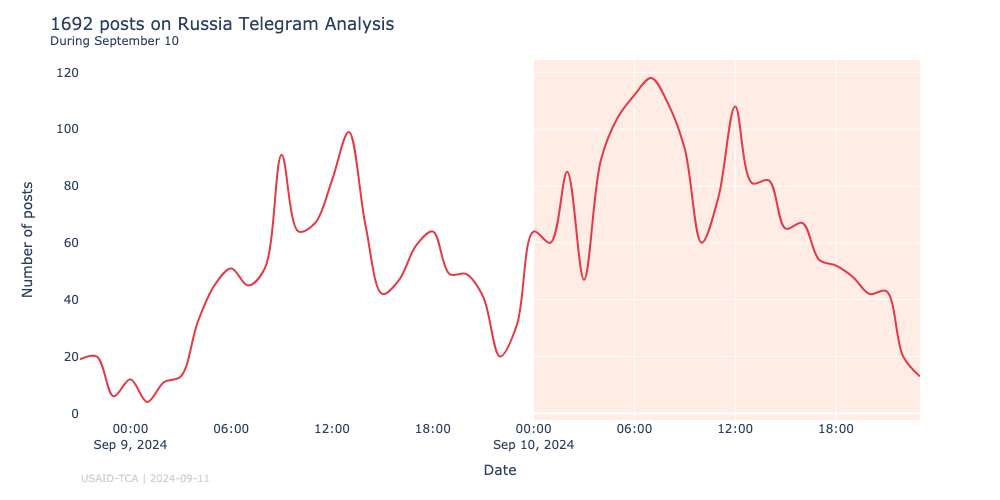 1692 posts on Russia Telegram Analysis
During September 10
120
100
80
60
40
20
0
Number of posts
00:00 06:00 12:00 18:00 00:00 06:00 12:00 18:00
Sep 9, 2024 Sep 10, 2024
Date
USAID-TCA | 2024-09-11